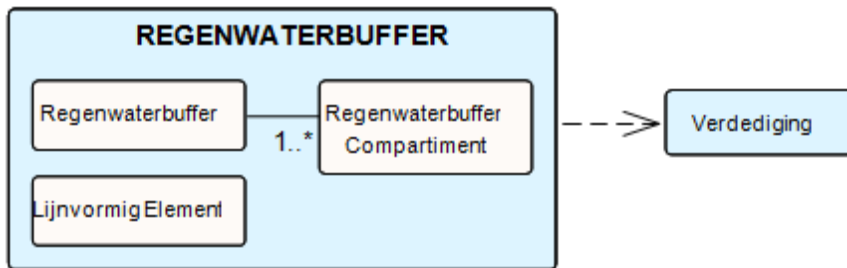 REGENWATERBUFFER
Regenwaterbuffer
1..*
Regenwaterbuffer
Compartiment
LijnvormigElement
Verdediging